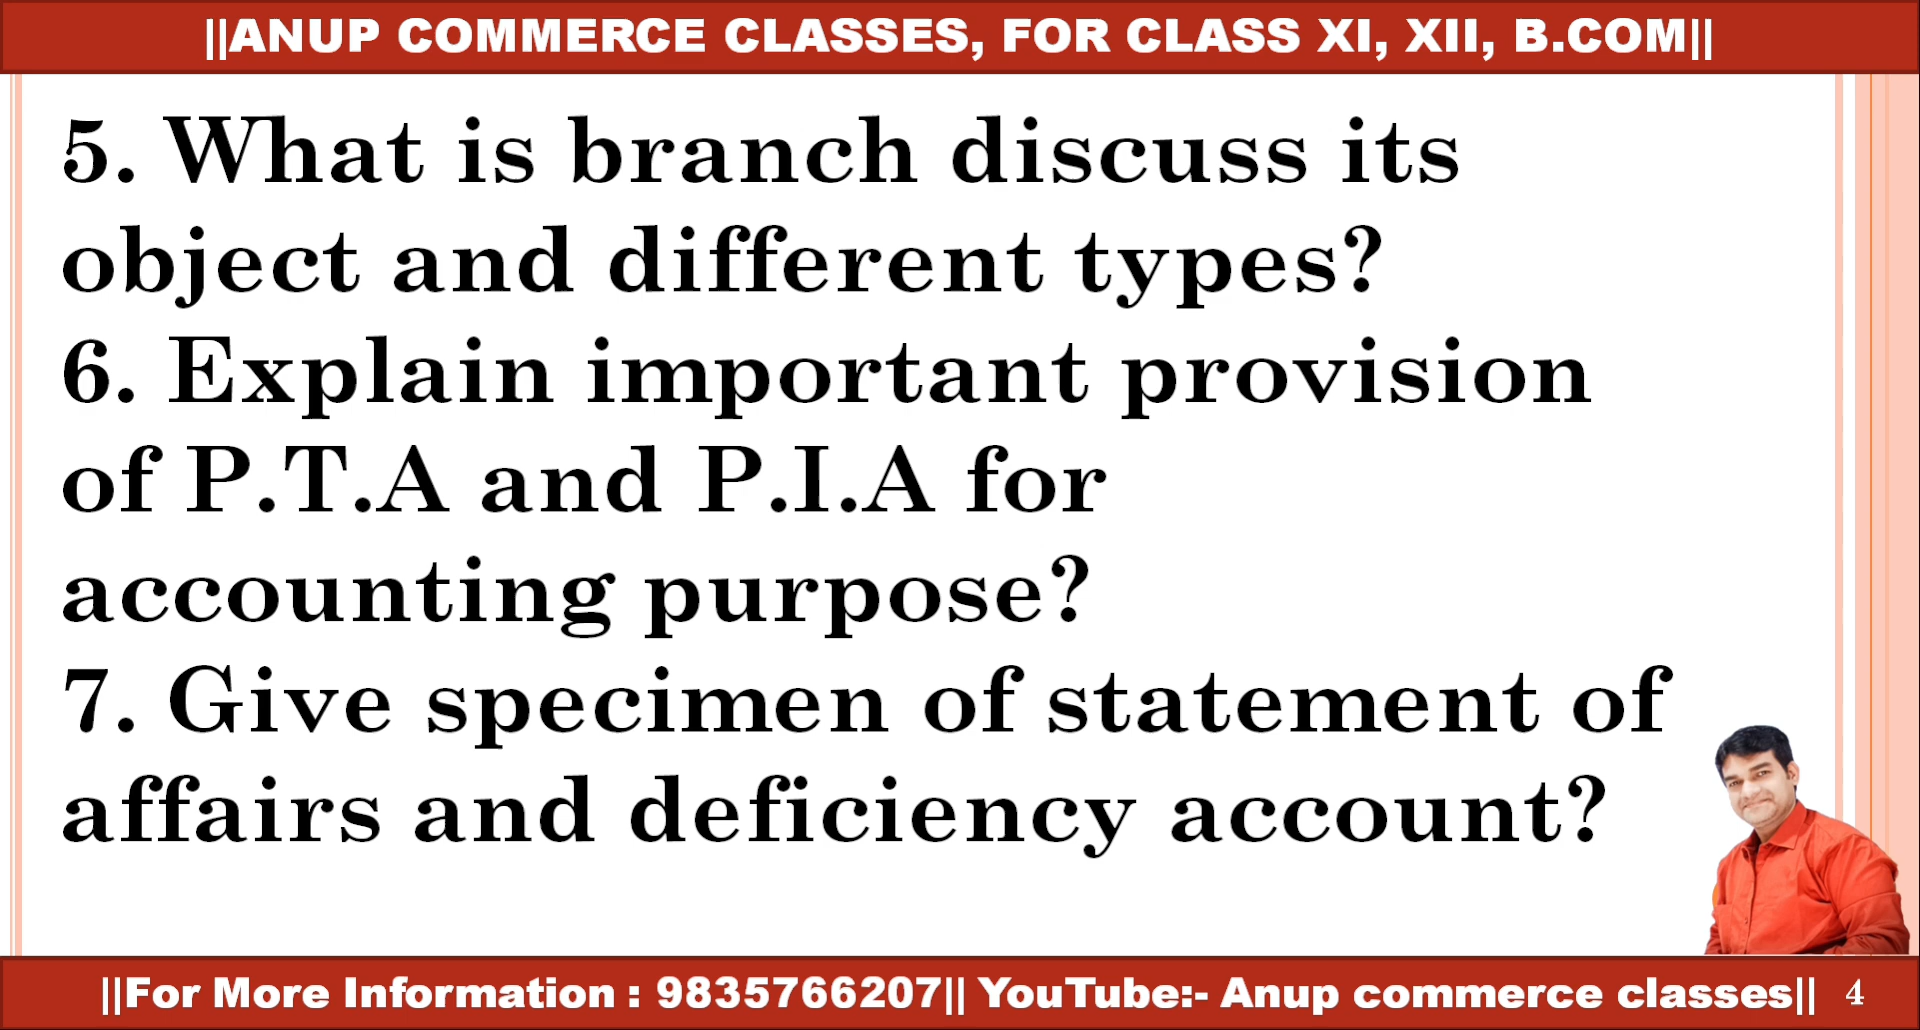 ||ANUP COMMERCE CLASSES, FOR CLASS XI, XII, B.COM||
5. What is branch discuss its
object and different types?
6. Explain important provision
of P.T.A and P.I.A for
accounting purpose?
7. Give specimen of statement of
affairs and deficiency account?
||For More Information : 9835766207|| YouTube:- Anup commerce classes|| 4